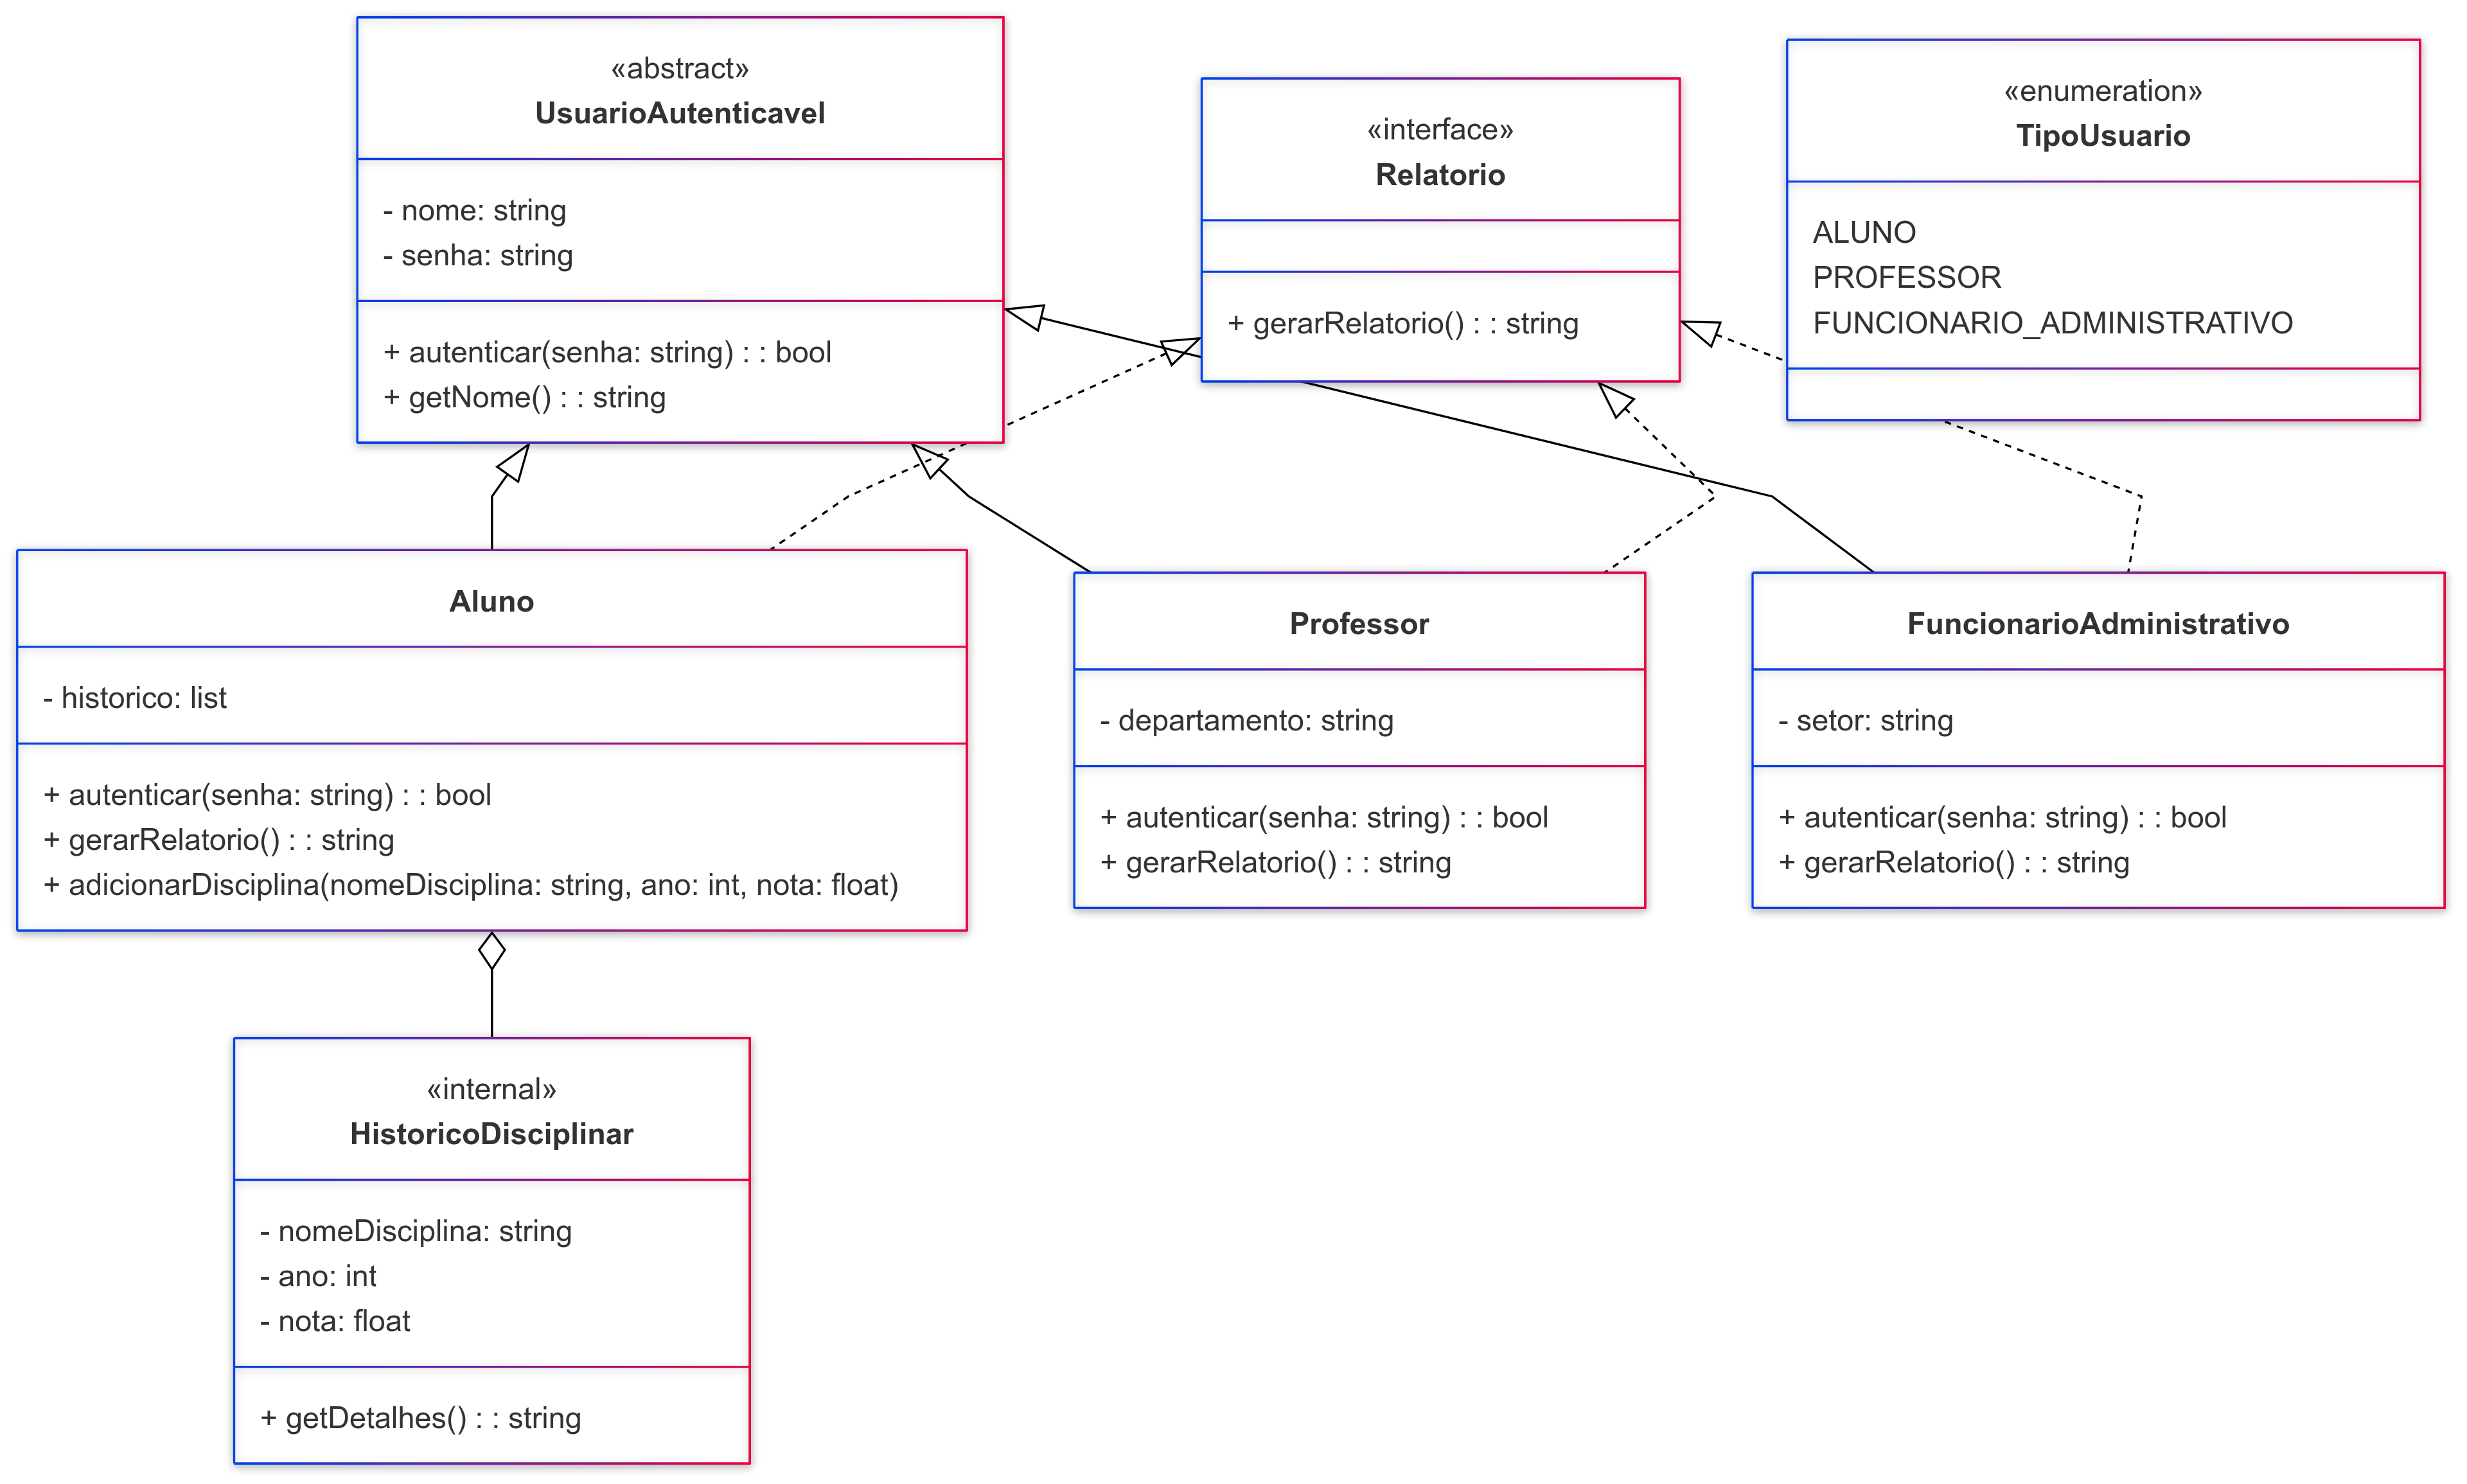 «abstract»
UsuarioAutenticavel
- nome: string
- senha: string
+ autenticar(senha: string) : : bool
+ getNome() : : string
«interface»
Relatorio
+ gerarRelatorio() : : string
«enumeration»
TipoUsuario
ALUNO
PROFESSOR
FUNCIONARIO_ADMINISTRATIVO
Aluno
- historico: list
+ autenticar(senha: string) : : bool
+ gerarRelatorio() : : string
+ adicionarDisciplina(nomeDisciplina: string, ano: int, nota: float)
Professor
- departamento: string
+ autenticar(senha: string) : : bool
+ gerarRelatorio() : : string
FuncionarioAdministrativo
- setor: string
+ autenticar(senha: string) : : bool
+ gerarRelatorio() : : string
«internal»
HistoricoDisciplinar
- nomeDisciplina: string
- ano: int
- nota: float
+ getDetalhes() : : string